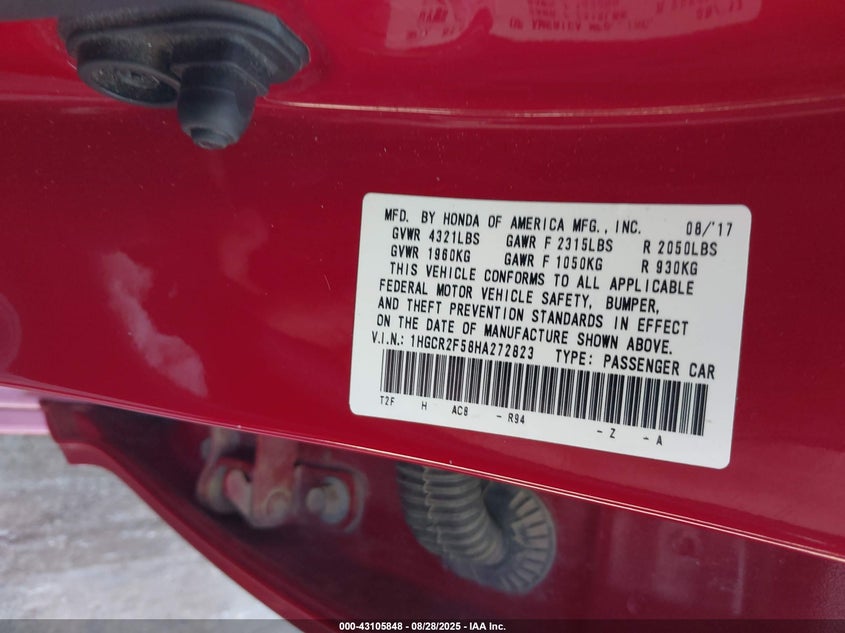 MFD. BY HONDA OF AMERICA MFG., INC. 08/'17
GVWR 4321LBS GAWR F 2315LBS R 2050LBS
GVWR 1960KG GAWR F 1050KG R 930KG
THIS VEHICLE CONFORMS TO ALL APPLICABLE
FEDERAL MOTOR VEHICLE SAFETY, BUMPER,
AND THEFT PREVENTION STANDARDS IN EFFECT
ON THE DATE OF MANUFACTURE SHOWN ABOVE.
V.I.N.: 1HGCR2F58HA272823 TYPE: PASSENGER CAR
T2F H AC8 - R94 - Z - A
000-43105848 | 08/28/2025 - IAA Inc.